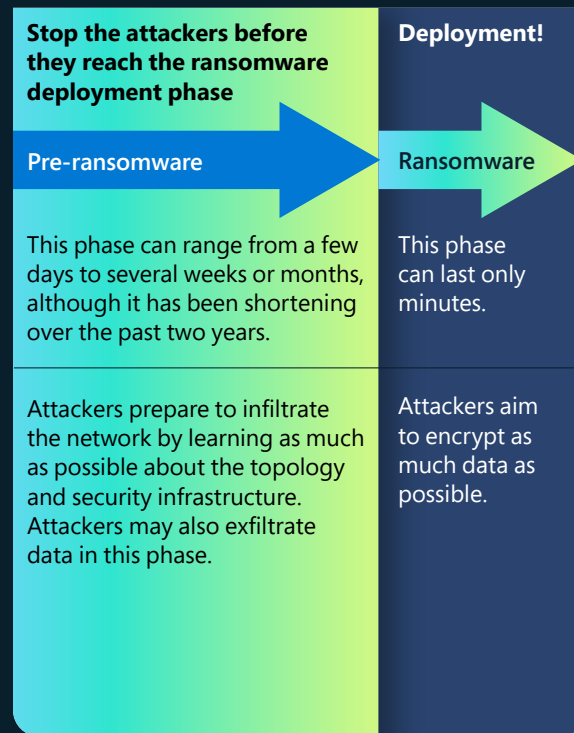 Stop the attackers before
they reach the ransomware
deployment phase
Deployment!
Pre-ransomware
Ransomware
This phase can range from a few
days to several weeks or months,
although it has been shortening
over the past two years.
This phase
can last only
minutes.
Attackers prepare to infiltrate
the network by learning as much
as possible about the topology
and security infrastructure.
Attackers may also exfiltrate
data in this phase.
Attackers aim
to encrypt as
much data as
possible.